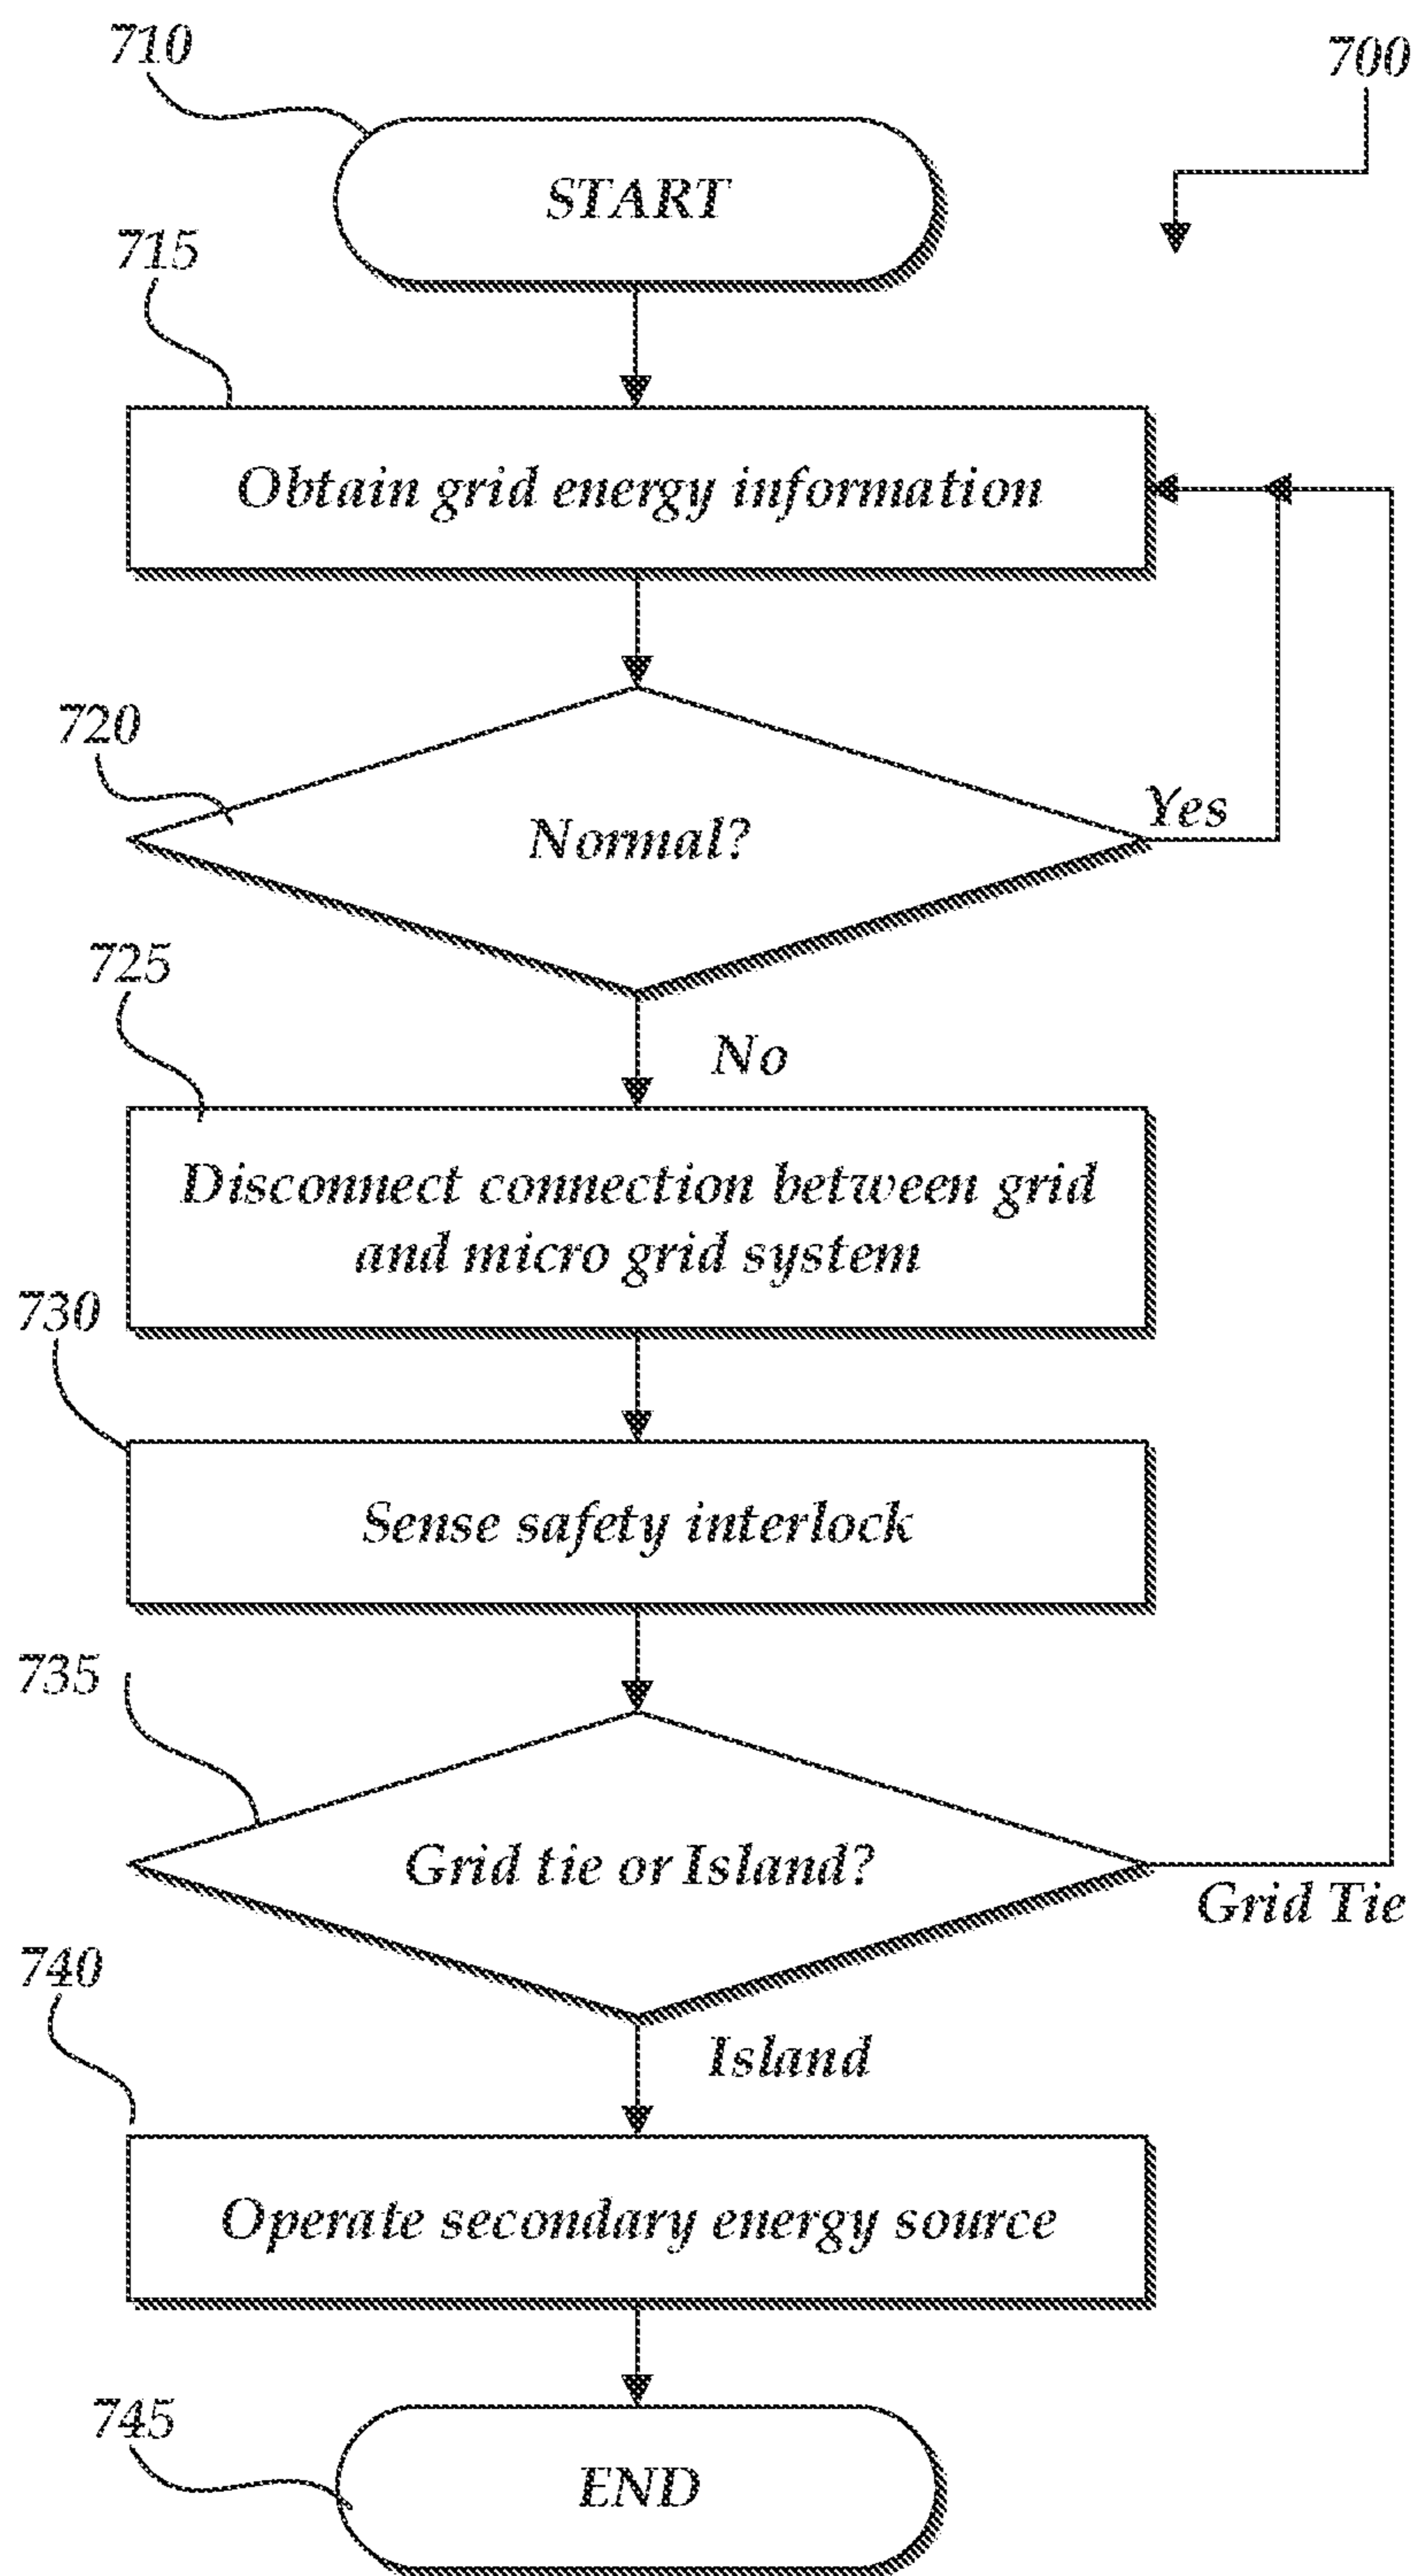 710
700
START
715
Obtain grid energy information
720
Normal?
Yes
725
No
Disconnect connection between grid
and micro grid system
730
Sense safety interlock
735
Grid tie or Island?
Grid Tie
740
Island
Operate secondary energy source
745
END